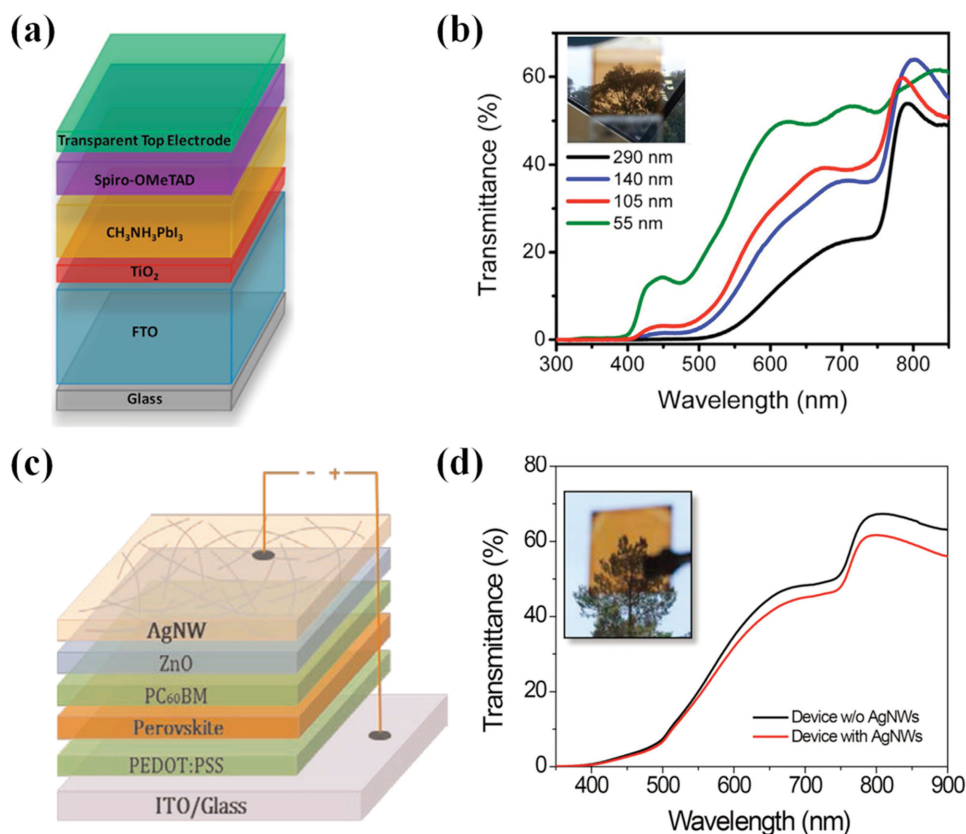 (a)
Transparent Top Electrode
Spiro-OMeTAD
CH₃NH₃PbI₃
TiO₂
FTO
Glass
(b)
Transmittance (%)
60
40
20
0
290 nm
140 nm
105 nm
55 nm
300 400 500 600 700 800
Wavelength (nm)
(c)
- +
AgNW
ZnO
PC₆₀BM
Perovskite
PEDOT:PSS
ITO/Glass
(d)
Transmittance (%)
80
60
40
20
0
Device w/o AgNWs
Device with AgNWs
400 500 600 700 800 900
Wavelength (nm)